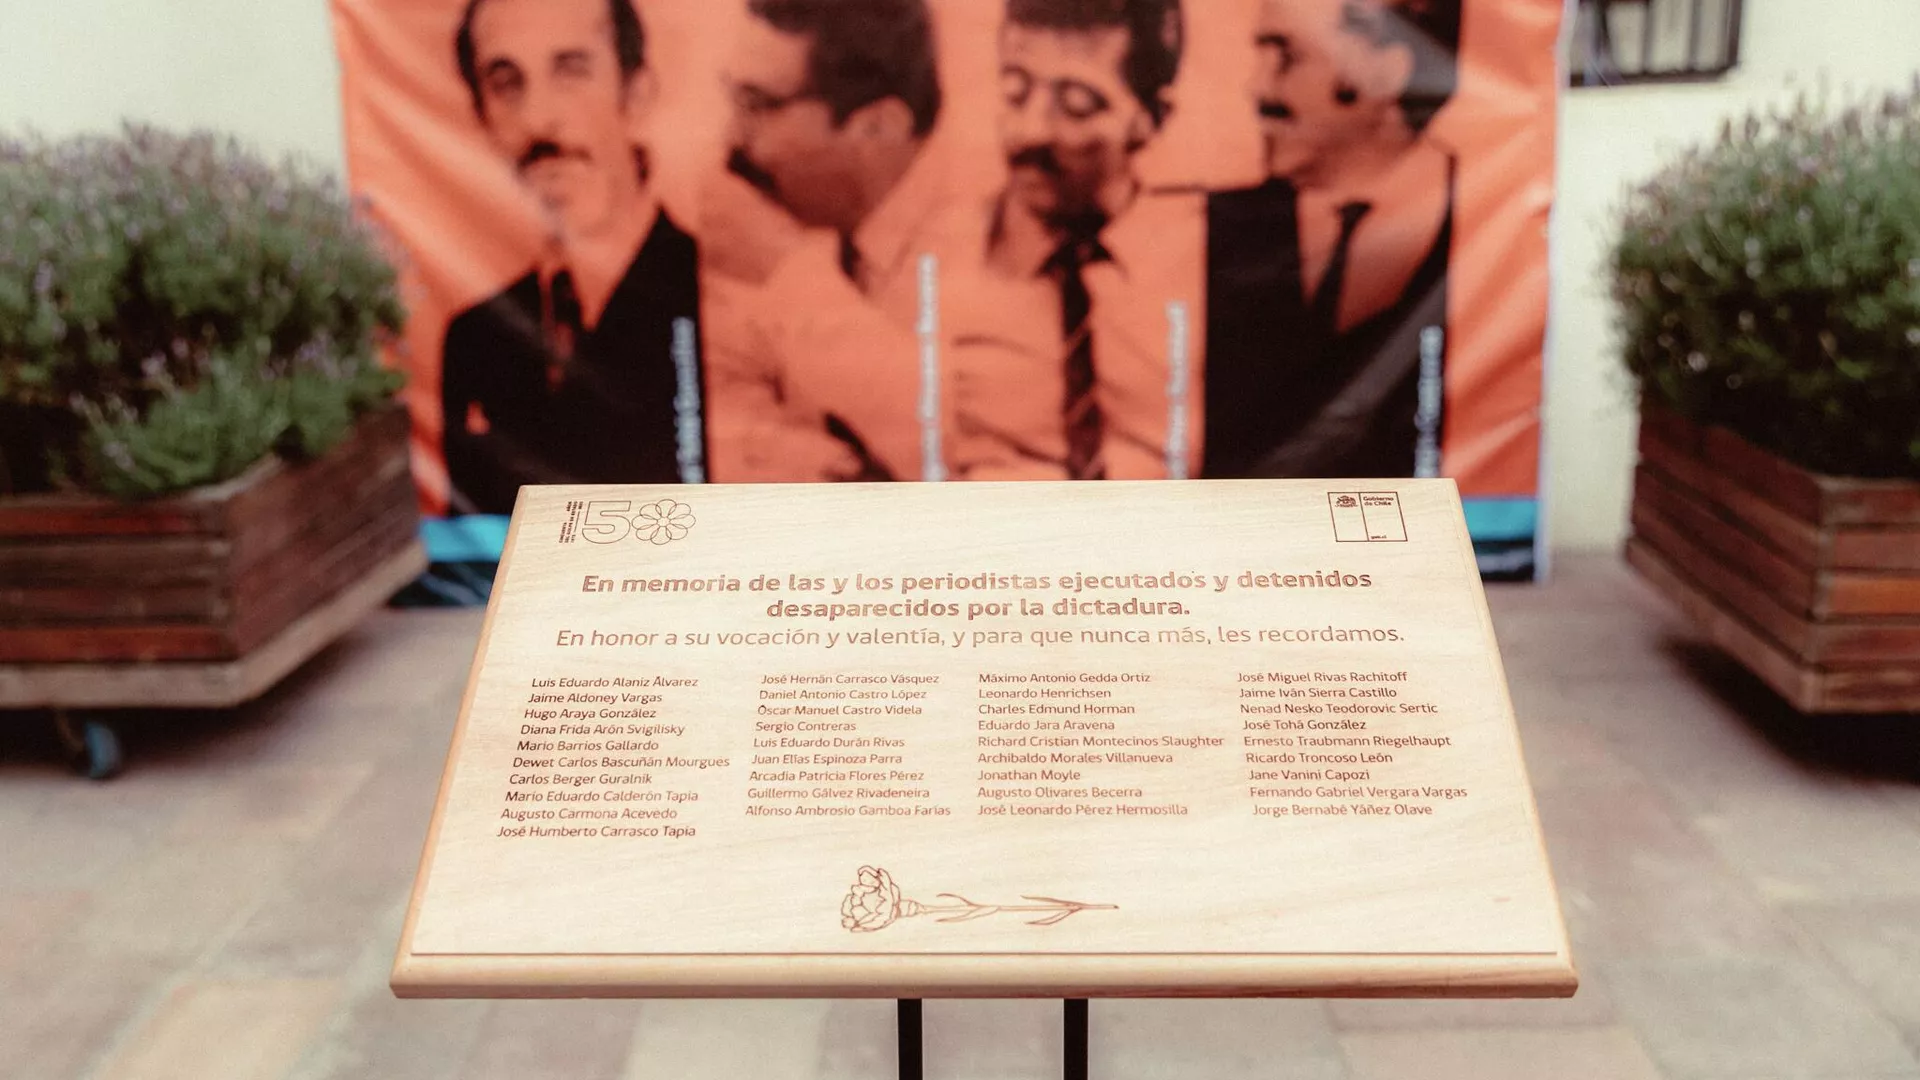 50
Gobierno
de Chile
gob.cl
En memoria de las y los periodistas ejecutados y detenidos
desaparecidos por la dictadura.
En honor a su vocación y valentía, y para que nunca más, les recordamos.
Luis Eduardo Alaniz Álvarez
Jaime Aldoney Vargas
Hugo Araya González
Diana Frida Arón Svigilisky
Mario Barrios Gallardo
Dewet Carlos Bascuñán Mourgues
Carlos Berger Guralnik
Mario Eduardo Calderón Tapia
Augusto Carmona Acevedo
José Humberto Carrasco Tapia
José Hernán Carrasco Vásquez
Daniel Antonio Castro López
Óscar Manuel Castro Videla
Sergio Contreras
Luis Eduardo Durán Rivas
Juan Elías Espinoza Parra
Arcadia Patricia Flores Pérez
Guillermo Gálvez Rivadeneira
Alfonso Ambrosio Gamboa Farías
Máximo Antonio Gedda Ortiz
Leonardo Henrichsen
Charles Edmund Horman
Eduardo Jara Aravena
Richard Cristian Montecinos Slaughter
Archibaldo Morales Villanueva
Jonathan Moyle
Augusto Olivares Becerra
José Leonardo Pérez Hermosilla
José Miguel Rivas Rachitoff
Jaime Iván Sierra Castillo
Nenad Nesko Teodorovic Sertic
José Tohá González
Ernesto Traubmann Riegelhaupt
Ricardo Troncoso León
Jane Vanini Capozi
Fernando Gabriel Vergara Vargas
Jorge Bernabé Yáñez Olave